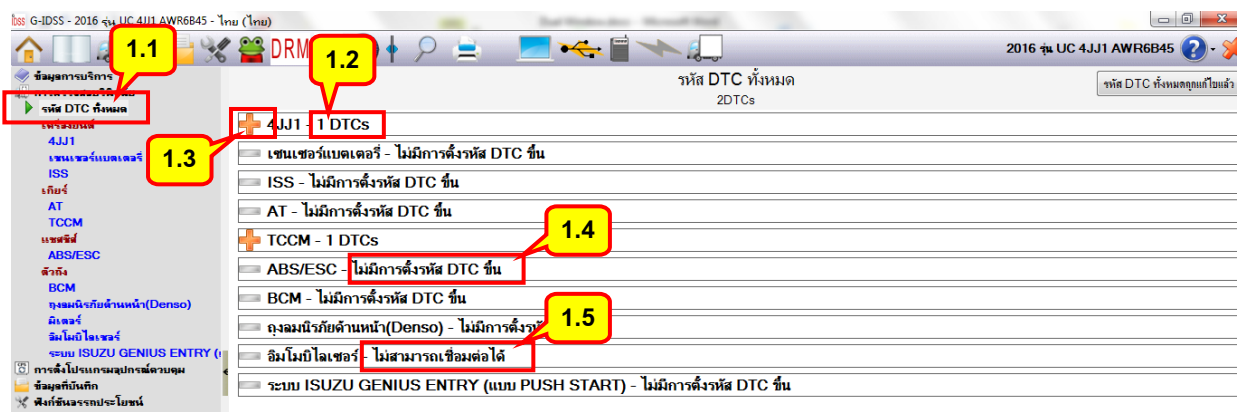 G-IDSS - 2016 รุ่น UC 4JJ1 AWR6B45 - ไทย (ไทย)
DRM
2016 รุ่น UC 4JJ1 AWR6B45
1.1
1.2
ข้อมูลการบริการ
รหัส DTC ทั้งหมด
เครื่องยนต์
4JJ1
เซนเซอร์แบตเตอรี่
ISS
เกียร์
AT
TCCM
แชสซีส์
ABS/ESC
ตัวถัง
BCM
ถุงลมนิรภัยด้านหน้า(Denso)
มิเตอร์
อิมโมบิไลเซอร์
ระบบ ISUZU GENIUS ENTRY (
การตั้งโปรแกรมอุปกรณ์ควบคุม
ข้อมูลที่บันทึก
ฟังก์ชันอรรถประโยชน์
รหัส DTC ทั้งหมด
2DTCs
รหัส DTC ทั้งหมดถูกแก้ไขแล้ว
4JJ1 - 1 DTCs
1.3
เซนเซอร์แบตเตอรี่ - ไม่มีการตั้งรหัส DTC ขึ้น
ISS - ไม่มีการตั้งรหัส DTC ขึ้น
AT - ไม่มีการตั้งรหัส DTC ขึ้น
1.4
TCCM - 1 DTCs
ABS/ESC - ไม่มีการตั้งรหัส DTC ขึ้น
BCM - ไม่มีการตั้งรหัส DTC ขึ้น
1.5
ถุงลมนิรภัยด้านหน้า(Denso) - ไม่มีการตั้ง
อิมโมบิไลเซอร์ - ไม่สามารถเชื่อมต่อได้
ระบบ ISUZU GENIUS ENTRY (แบบ PUSH START) - ไม่มีการตั้งรหัส DTC ขึ้น